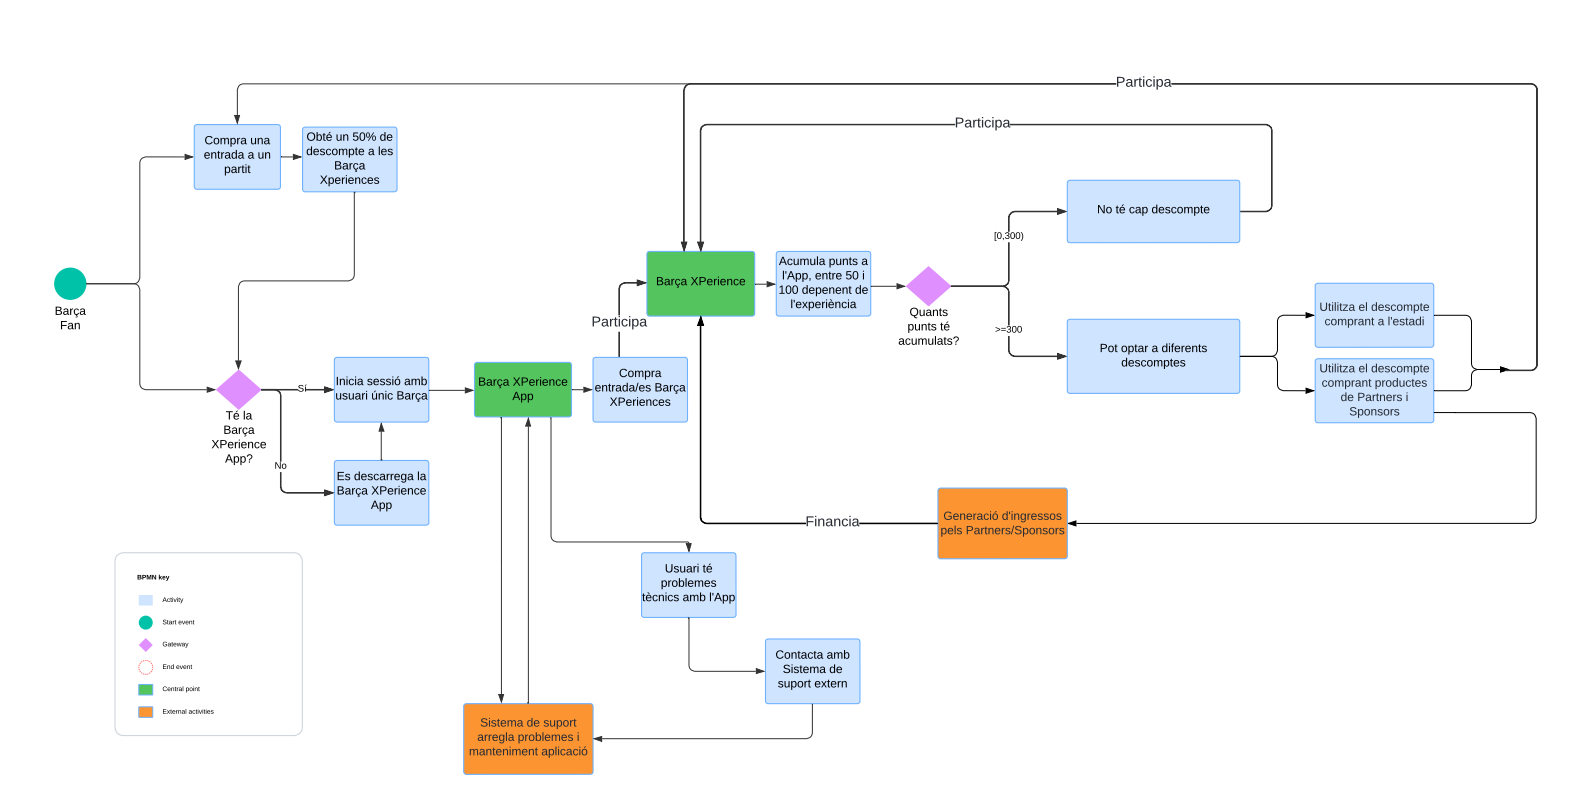 Participa
Participa
Compra una
entrada a un
partit
Obté un 50% de
descompte a les
Barça
Xperiences
No té cap descompte
[0,300)
Barça
Fan
Barça XPerience
Acumula punts a
l'App, entre 50 i
100 depenent de
l'experiència
Quants
punts té
acumulats?
>=300
Pot optar a diferents
descomptes
Utilitza el descompte
comprant a l'estadi
Utilitza el descompte
comprant productes
de Partners i
Sponsors
Participa
Té la
Barça
XPerience
App?
Sí
No
Inicia sessió amb
usuari únic Barça
Barça XPerience
App
Compra
entrada/es Barça
XPeriences
Es descarrega la
Barça XPerience
App
Financia
Generació d'ingressos
pels Partners/Sponsors
Usuari té
problemes
tècnics amb l'App
Contacta amb
Sistema de
suport extern
Sistema de suport
arregla problemes i
manteniment aplicació
BPMN key
Activity
Start event
Gateway
End event
Central point
External activities